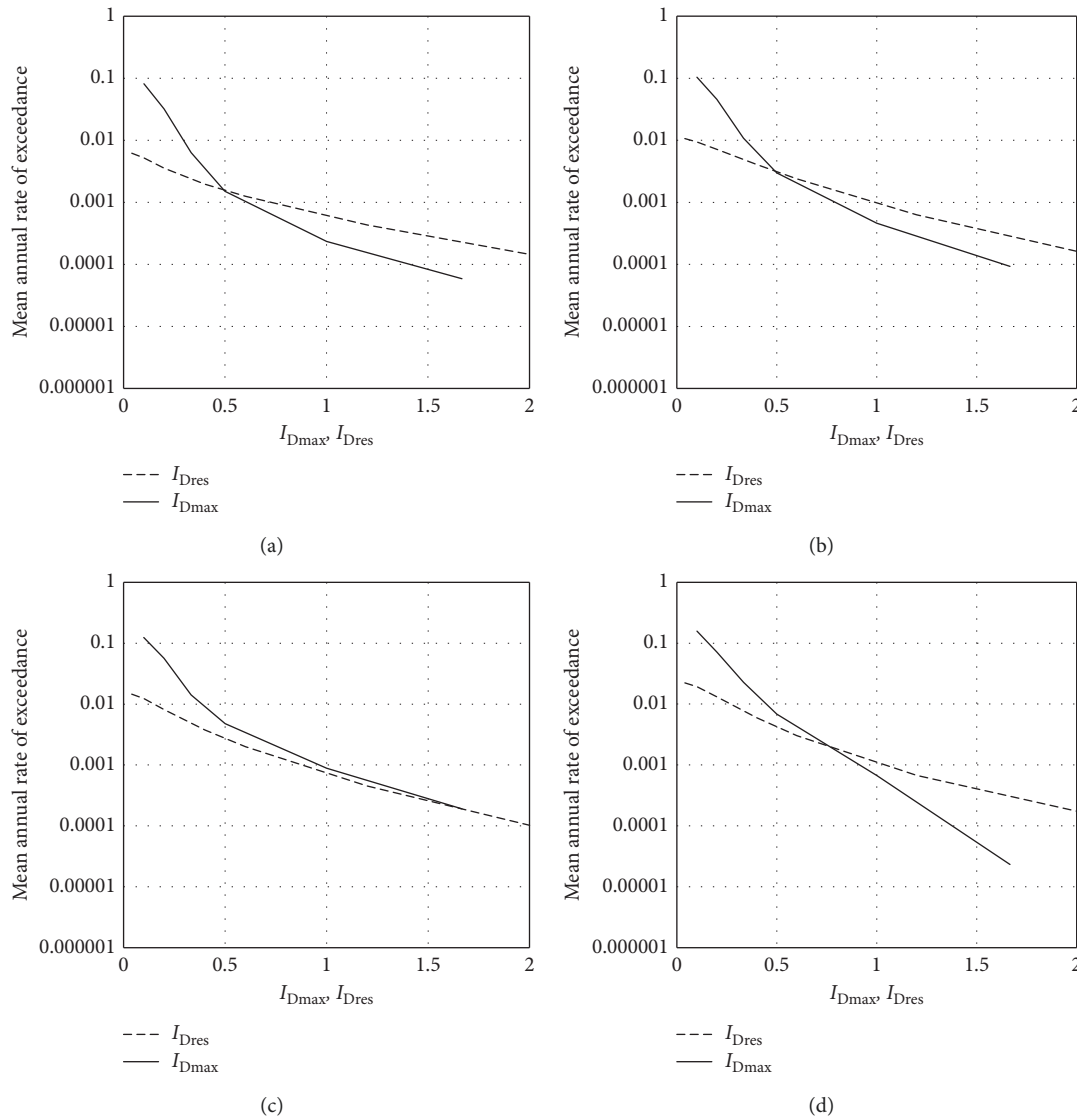 Mean annual rate of exceedance
1
0.1
0.01
0.001
0.0001
0.00001
0.000001
0
0.5
1
1.5
2
I_Dmax, I_Dres
I_Dres
I_Dmax
(a)
Mean annual rate of exceedance
1
0.1
0.01
0.001
0.0001
0.00001
0.000001
0
0.5
1
1.5
2
I_Dmax, I_Dres
I_Dres
I_Dmax
(b)
Mean annual rate of exceedance
1
0.1
0.01
0.001
0.0001
0.00001
0.000001
0
0.5
1
1.5
2
I_Dmax, I_Dres
I_Dres
I_Dmax
(c)
Mean annual rate of exceedance
1
0.1
0.01
0.001
0.0001
0.00001
0.000001
0
0.5
1
1.5
2
I_Dmax, I_Dres
I_Dres
I_Dmax
(d)